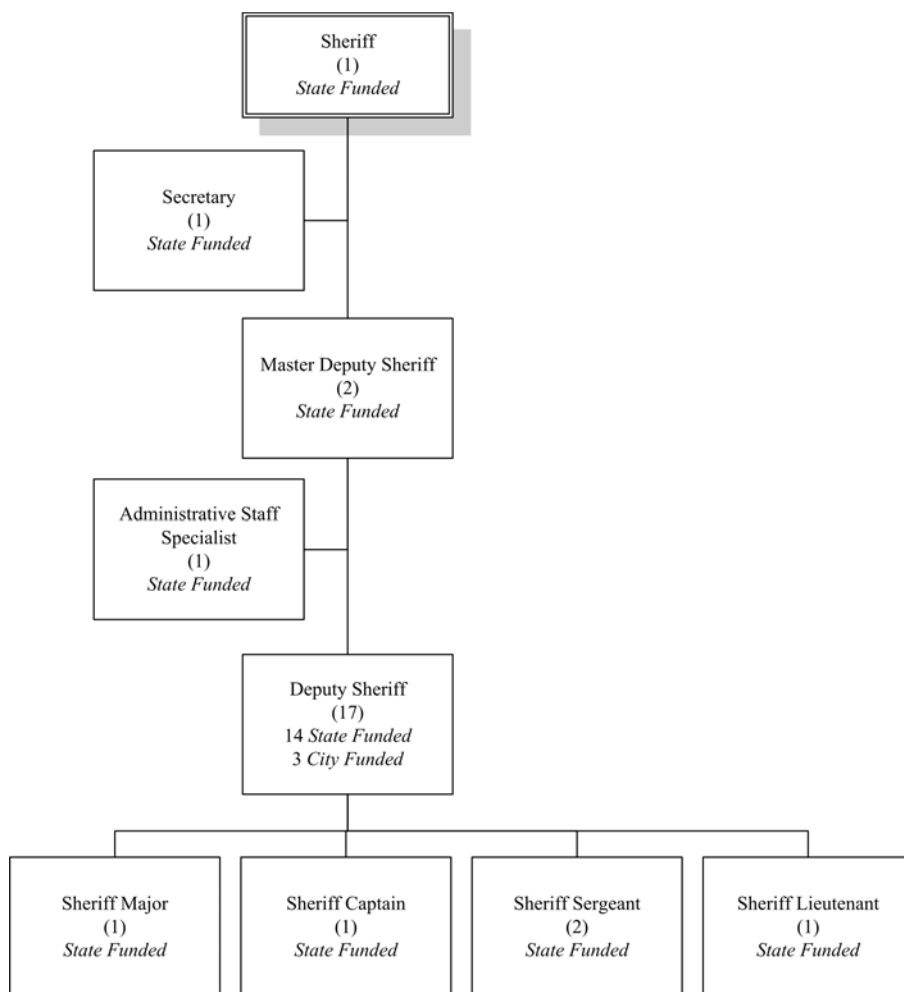 Sheriff
(1)
State Funded
Secretary
(1)
State Funded
Master Deputy Sheriff
(2)
State Funded
Administrative Staff
Specialist
(1)
State Funded
Deputy Sheriff
(17)
14 State Funded
3 City Funded
Sheriff Major
(1)
State Funded
Sheriff Captain
(1)
State Funded
Sheriff Sergeant
(2)
State Funded
Sheriff Lieutenant
(1)
State Funded